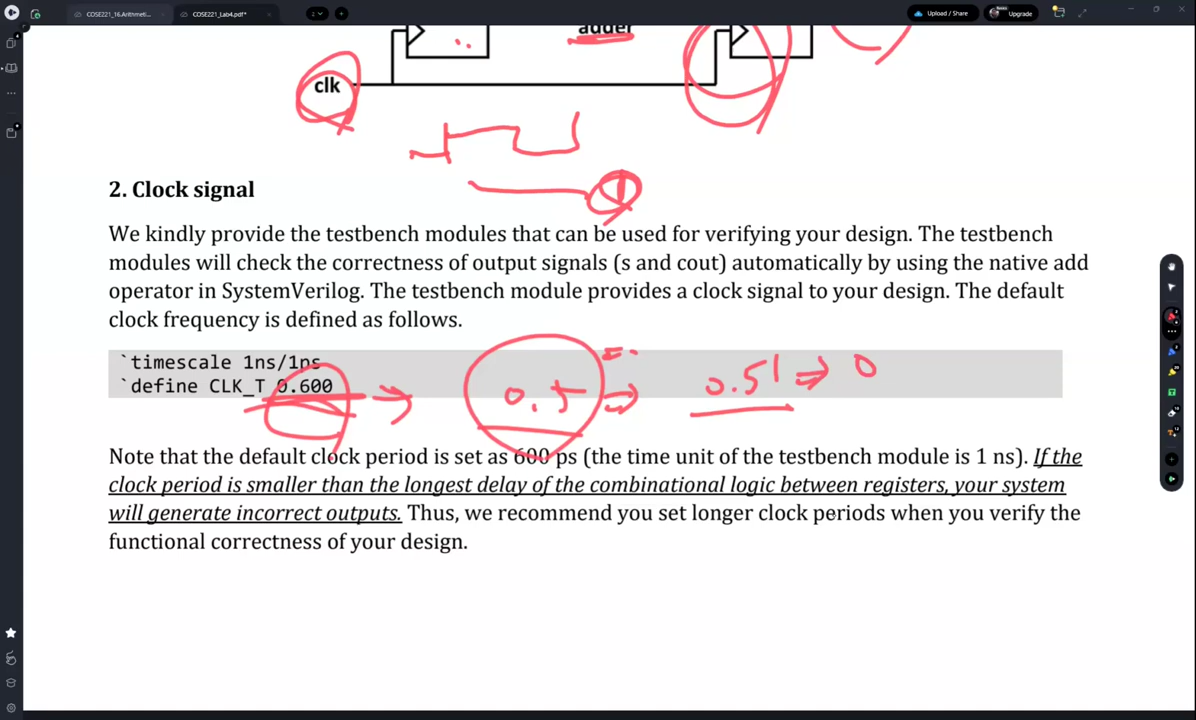 COSE221_16.Arithmeti...
COSE221_Lab4.pdf*
2
Upload / Share
Upgrade
adder
clk
2. Clock signal
We kindly provide the testbench modules that can be used for verifying your design. The testbench
modules will check the correctness of output signals (s and cout) automatically by using the native add
operator in SystemVerilog. The testbench module provides a clock signal to your design. The default
clock frequency is defined as follows.
`timescale 1ns/1ns
`define CLK_T 0.600
0.5
0.51 => 0
Note that the default clock period is set as 600 ps (the time unit of the testbench module is 1 ns). If the
clock period is smaller than the longest delay of the combinational logic between registers, your system
will generate incorrect outputs. Thus, we recommend you set longer clock periods when you verify the
functional correctness of your design.